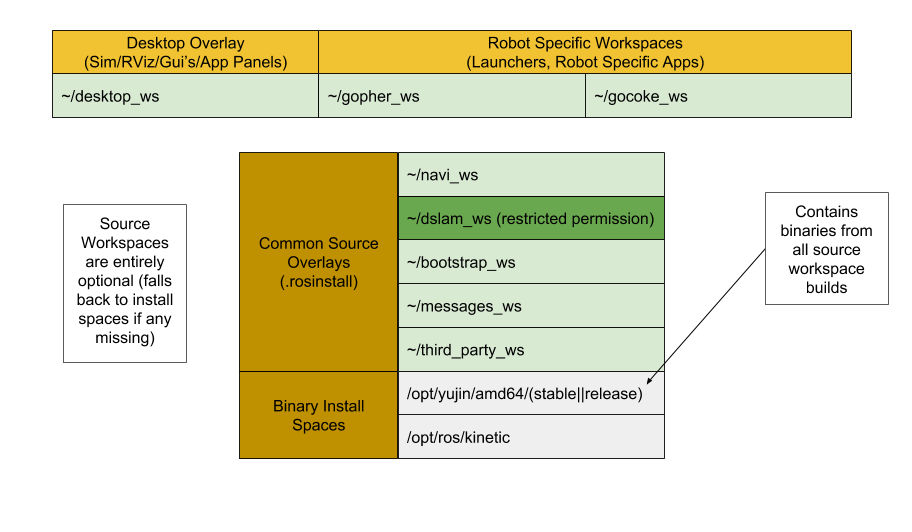 Desktop Overlay
(Sim/RViz/Gui's/App Panels)
Robot Specific Workspaces
(Launchers, Robot Specific Apps)
~/desktop_ws
~/gopher_ws
~/gocoke_ws
Source
Workspaces
are entirely
optional (falls
back to install
spaces if any
missing)
Common Source
Overlays
(.rosinstall)
~/navi_ws
~/dslam_ws (restricted permission)
~/bootstrap_ws
~/messages_ws
~/third_party_ws
Binary Install
Spaces
/opt/yujin/amd64/(stable||release)
/opt/ros/kinetic
Contains
binaries from
all source
workspace
builds